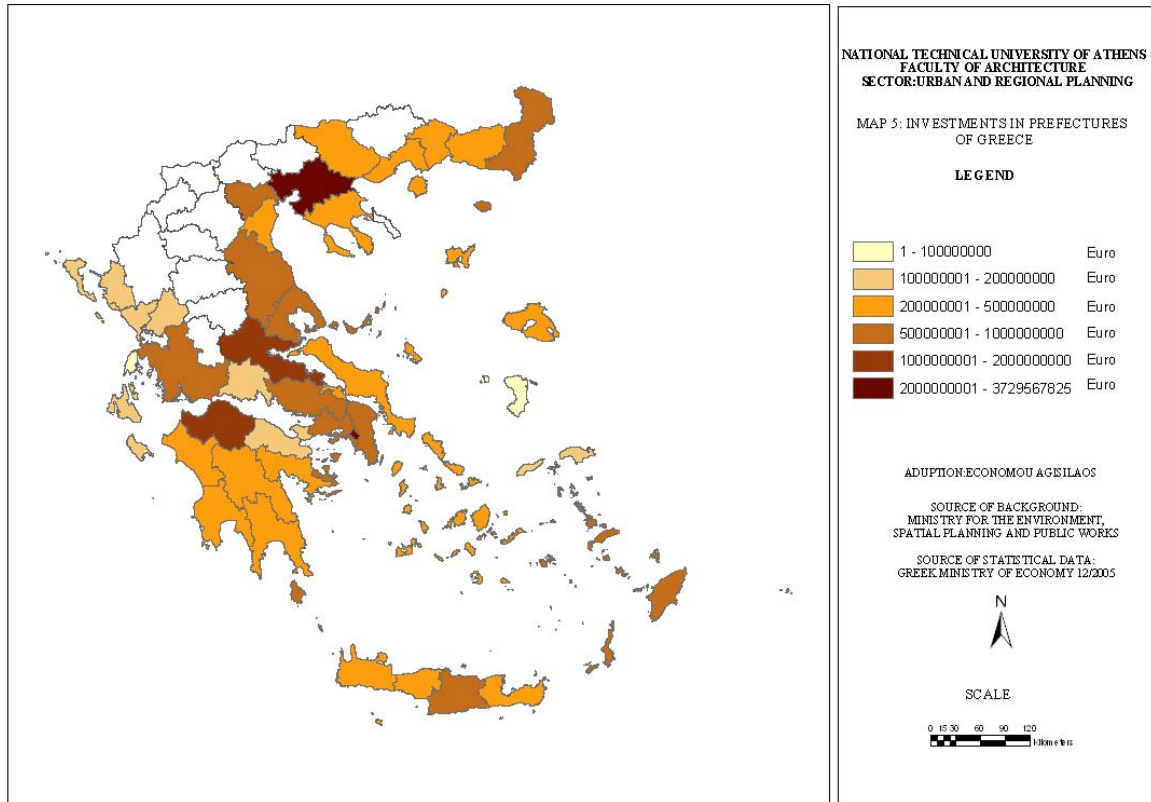 NATIONAL TECHNICAL UNIVERSITY OF ATHENS
FACULTY OF ARCHITECTURE
SECTOR:URBAN AND REGIONAL PLANNING
MAP 5: INVESTMENTS IN PREFECTURES
OF GREECE
LEGEND
1 - 100000000 Euro
100000001 - 200000000 Euro
200000001 - 500000000 Euro
500000001 - 1000000000 Euro
1000000001 - 2000000000 Euro
2000000001 - 3729567825 Euro
ADUPTION:ECONOMOU AGISILAOS
SOURCE OF BACKGROUND:
MINISTRY FOR THE ENVIRONMENT,
SPATIAL PLANNING AND PUBLIC WORKS
SOURCE OF STATISTICAL DATA:
GREEK MINISTRY OF ECONOMY 12/2005
N
SCALE
0 15 30 60 90 120
Kilometers